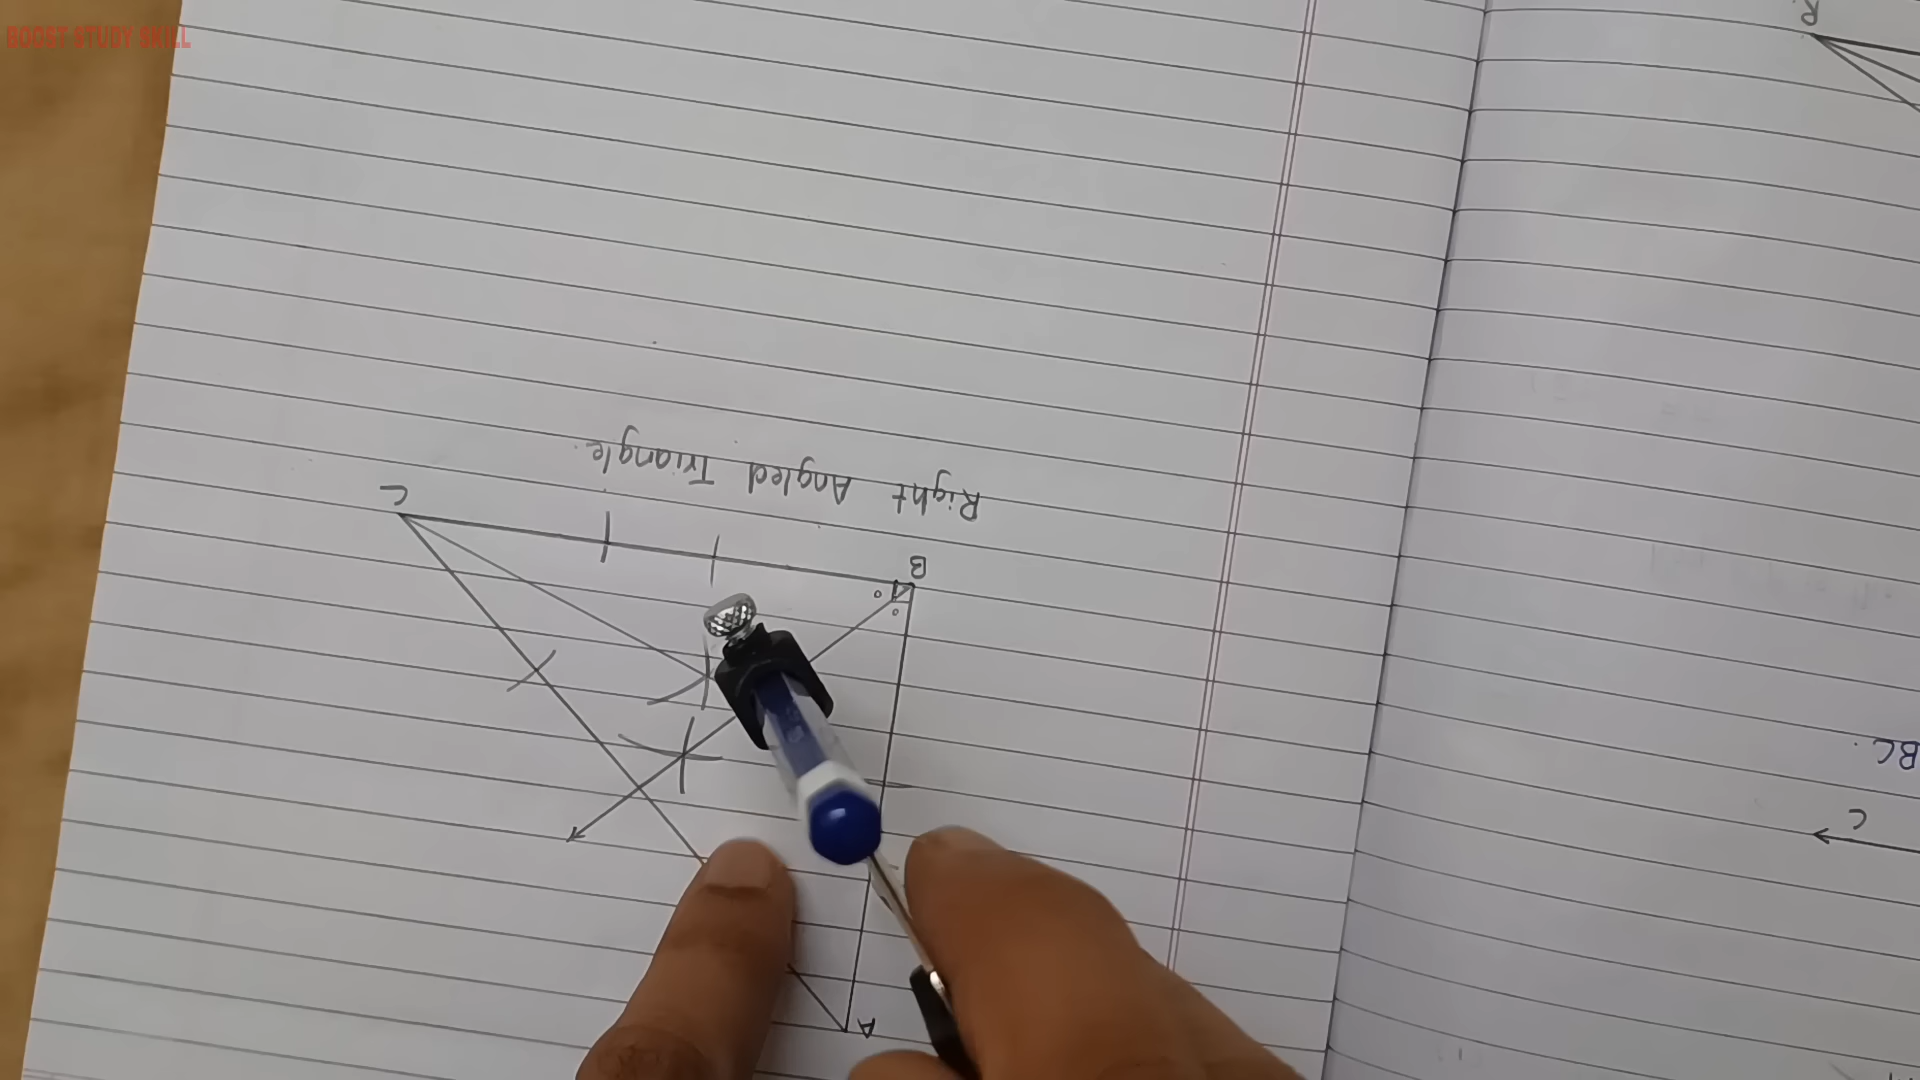 BOOST STUDY SKILL
R.
C
Right Angled Triangle.
B
A
BC.
C